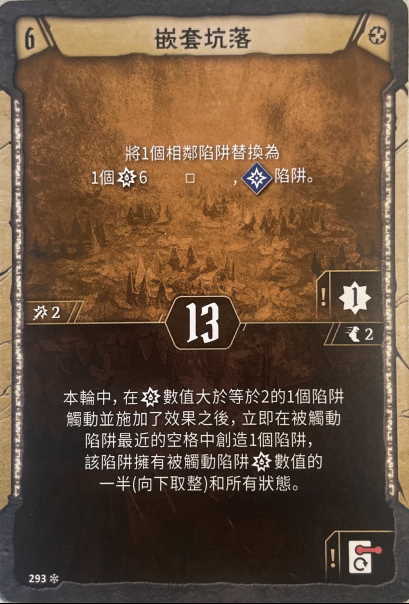 6
嵌套坑落
將1個相鄰陷阱替換為
1個 6 □ , 陷阱。
! 1
2
13
2
本輪中,在 數值大於等於2的1個陷阱
觸動並施加了效果之後,立即在被觸動
陷阱最近的空格中創造1個陷阱,
該陷阱擁有被觸動陷阱 數值的
一半(向下取整)和所有狀態。
!
293